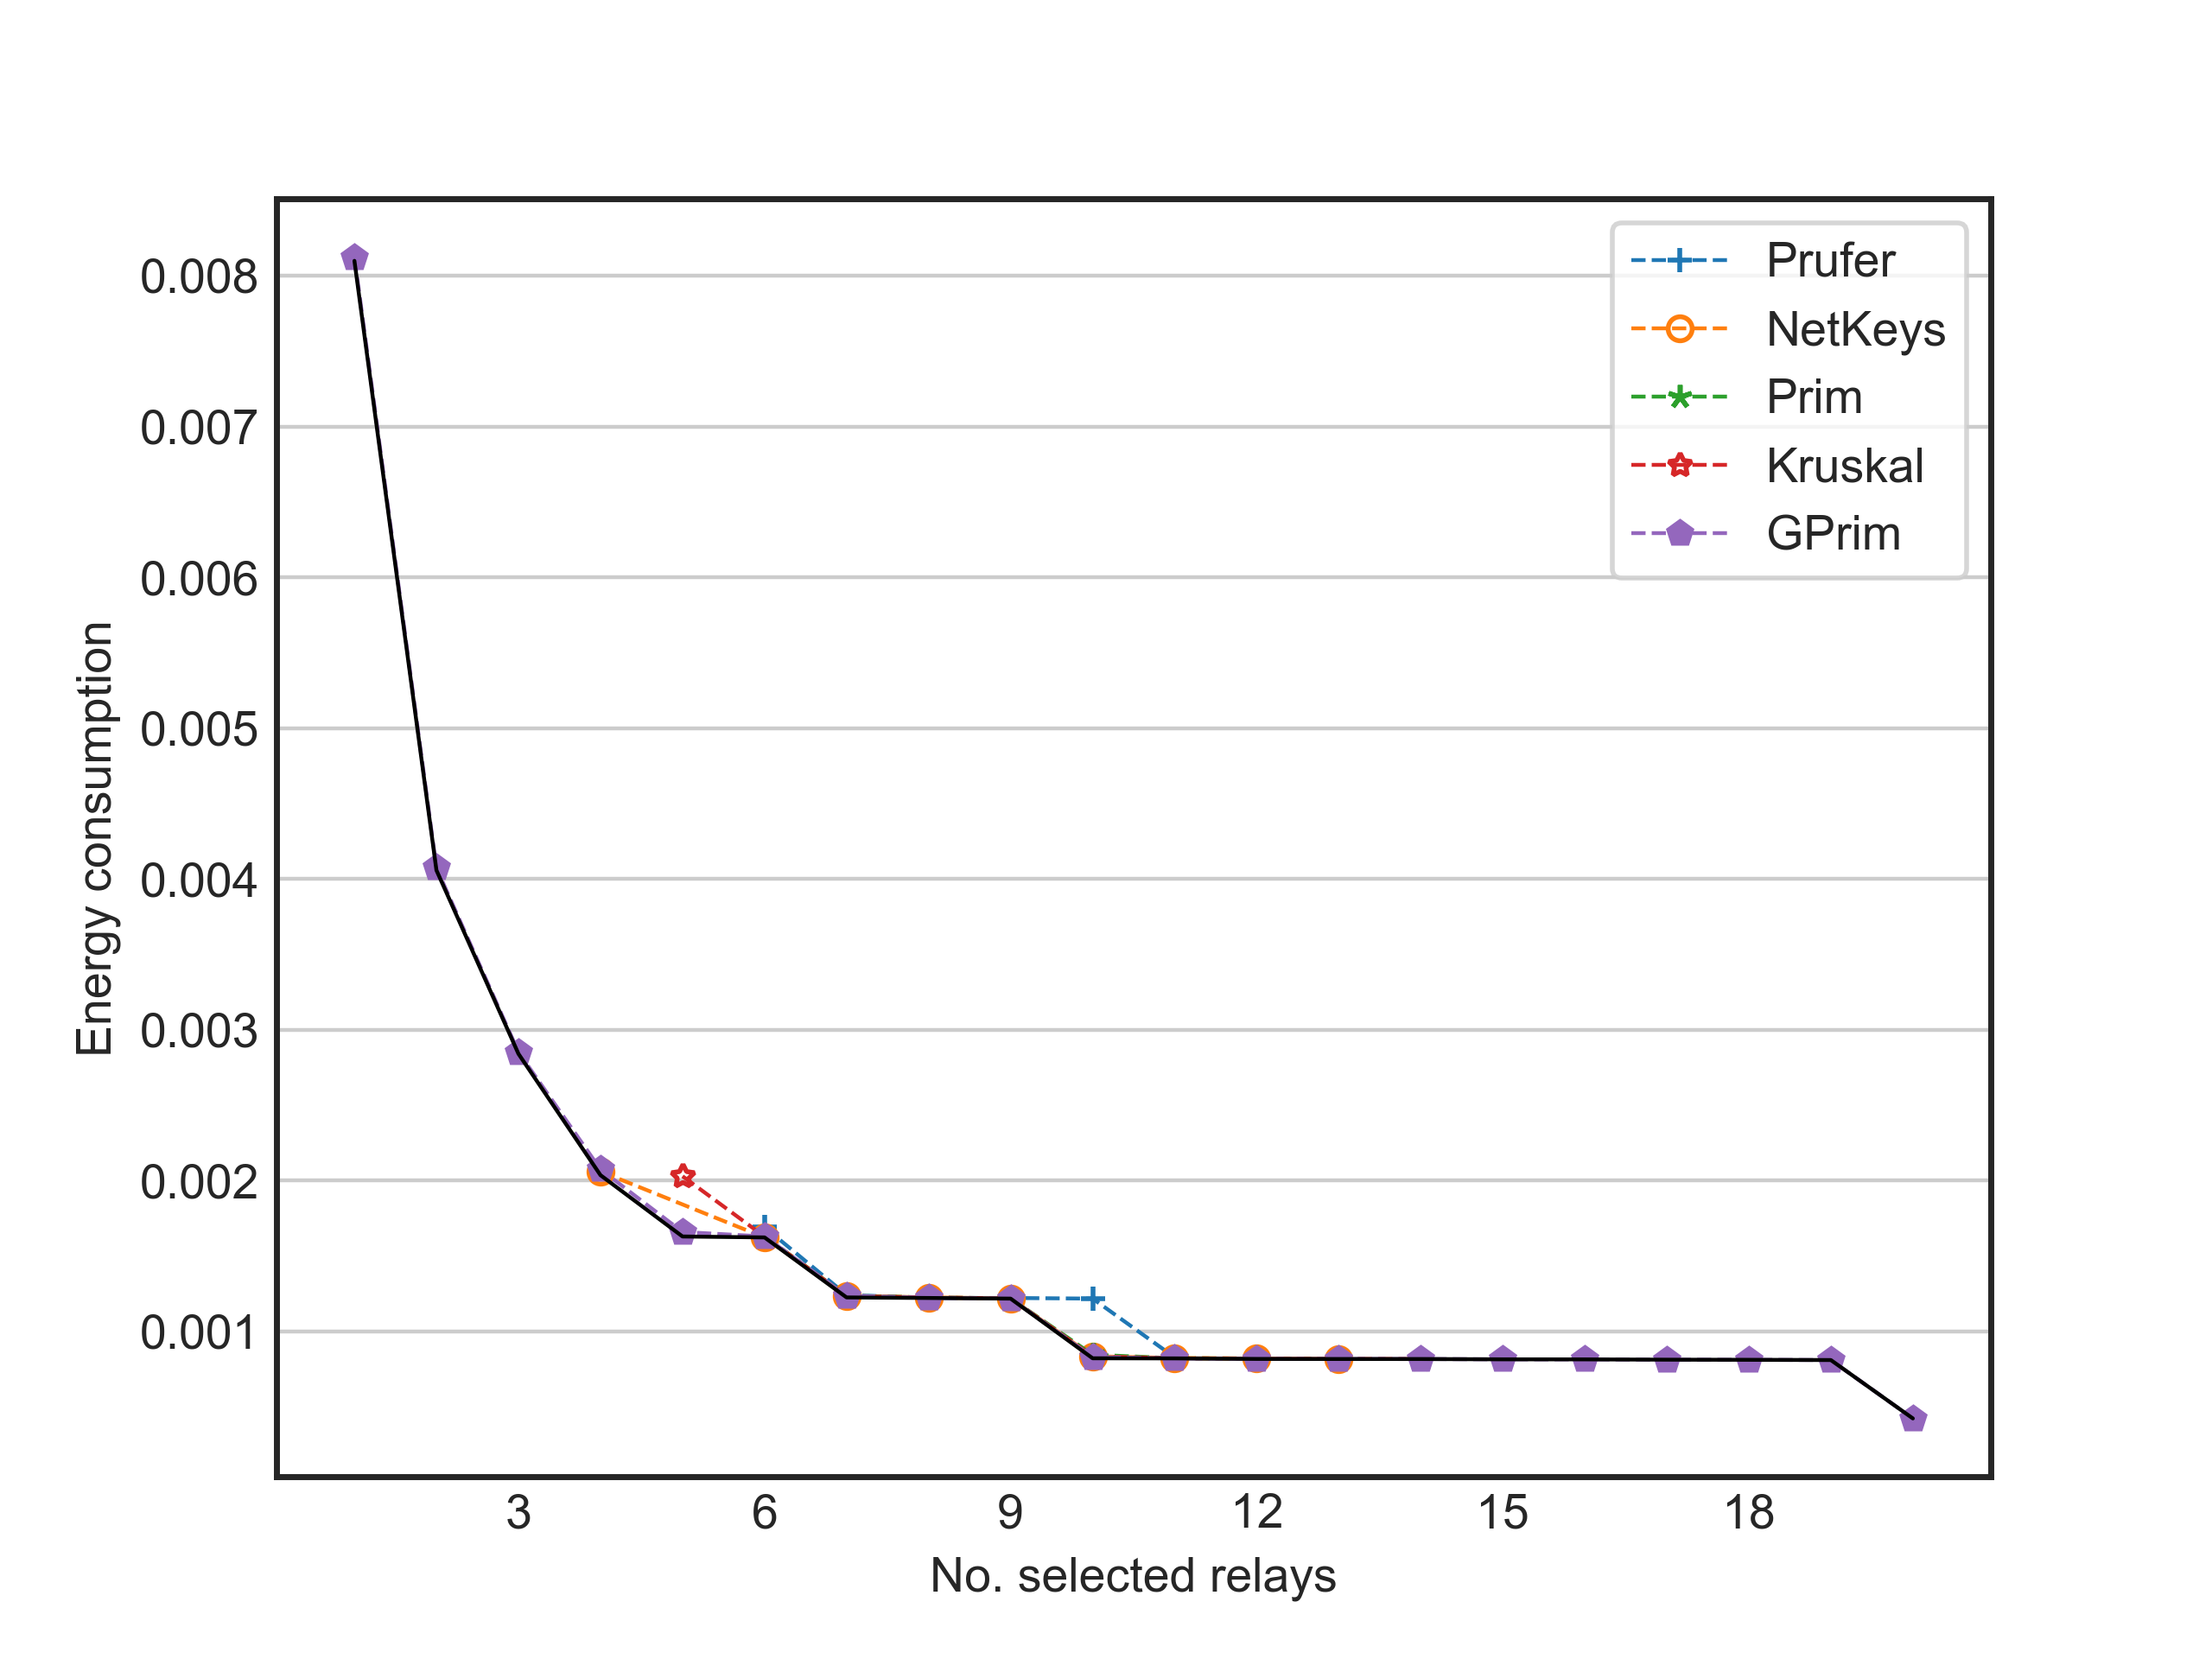 Prufer
NetKeys
Prim
Kruskal
GPrim
0.008
0.007
0.006
0.005
0.004
0.003
0.002
0.001
Energy consumption
3 6 9 12 15 18
No. selected relays